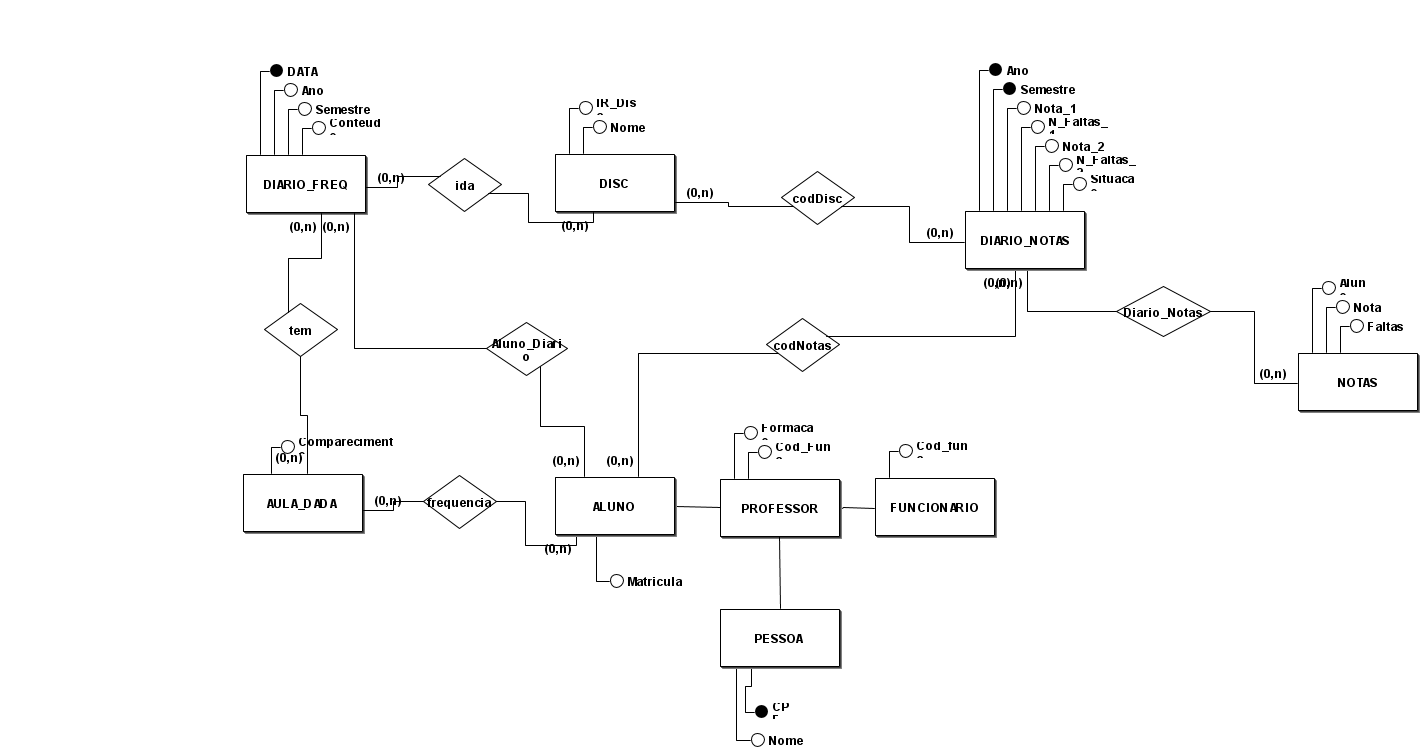 DATA
Ano
Semestre
Conteud
IR_Dis
Nome
Ano
Semestre
Nota_1
N_Faltas_
Nota_2
N_Faltas_
Situaca
DIARIO_FREQ
(0,n)
ida
DISC
(0,n)
(0,n)
codDisc
(0,n)
DIARIO_NOTAS
(0,n)
(0,n)
(0,n)
(0,n)
Diario_Notas
Alun
Nota
Faltas
(0,n)
NOTAS
tem
Aluno_Diari
o
codNotas
Compareciment
(0,n)
AULA_DADA
(0,n)
frequencia
(0,n)
(0,n)
(0,n)
ALUNO
Matricula
Formaca
Cod_Fun
PROFESSOR
Cod_fun
FUNCIONARIO
PESSOA
CP
Nome